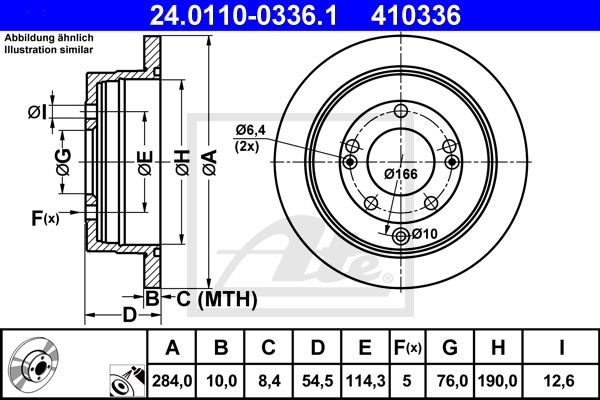 24.0110-0336.1 410336
Abbildung ähnlich
Illustration similar
ØI
ØG
ØE
ØH
ØA
F(x)
B
C (MTH)
D
Ø6,4
(2x)
Ø166
Ø10
Ate
A B C D E F(x) G H I
284,0 10,0 8,4 54,5 114,3 5 76,0 190,0 12,6